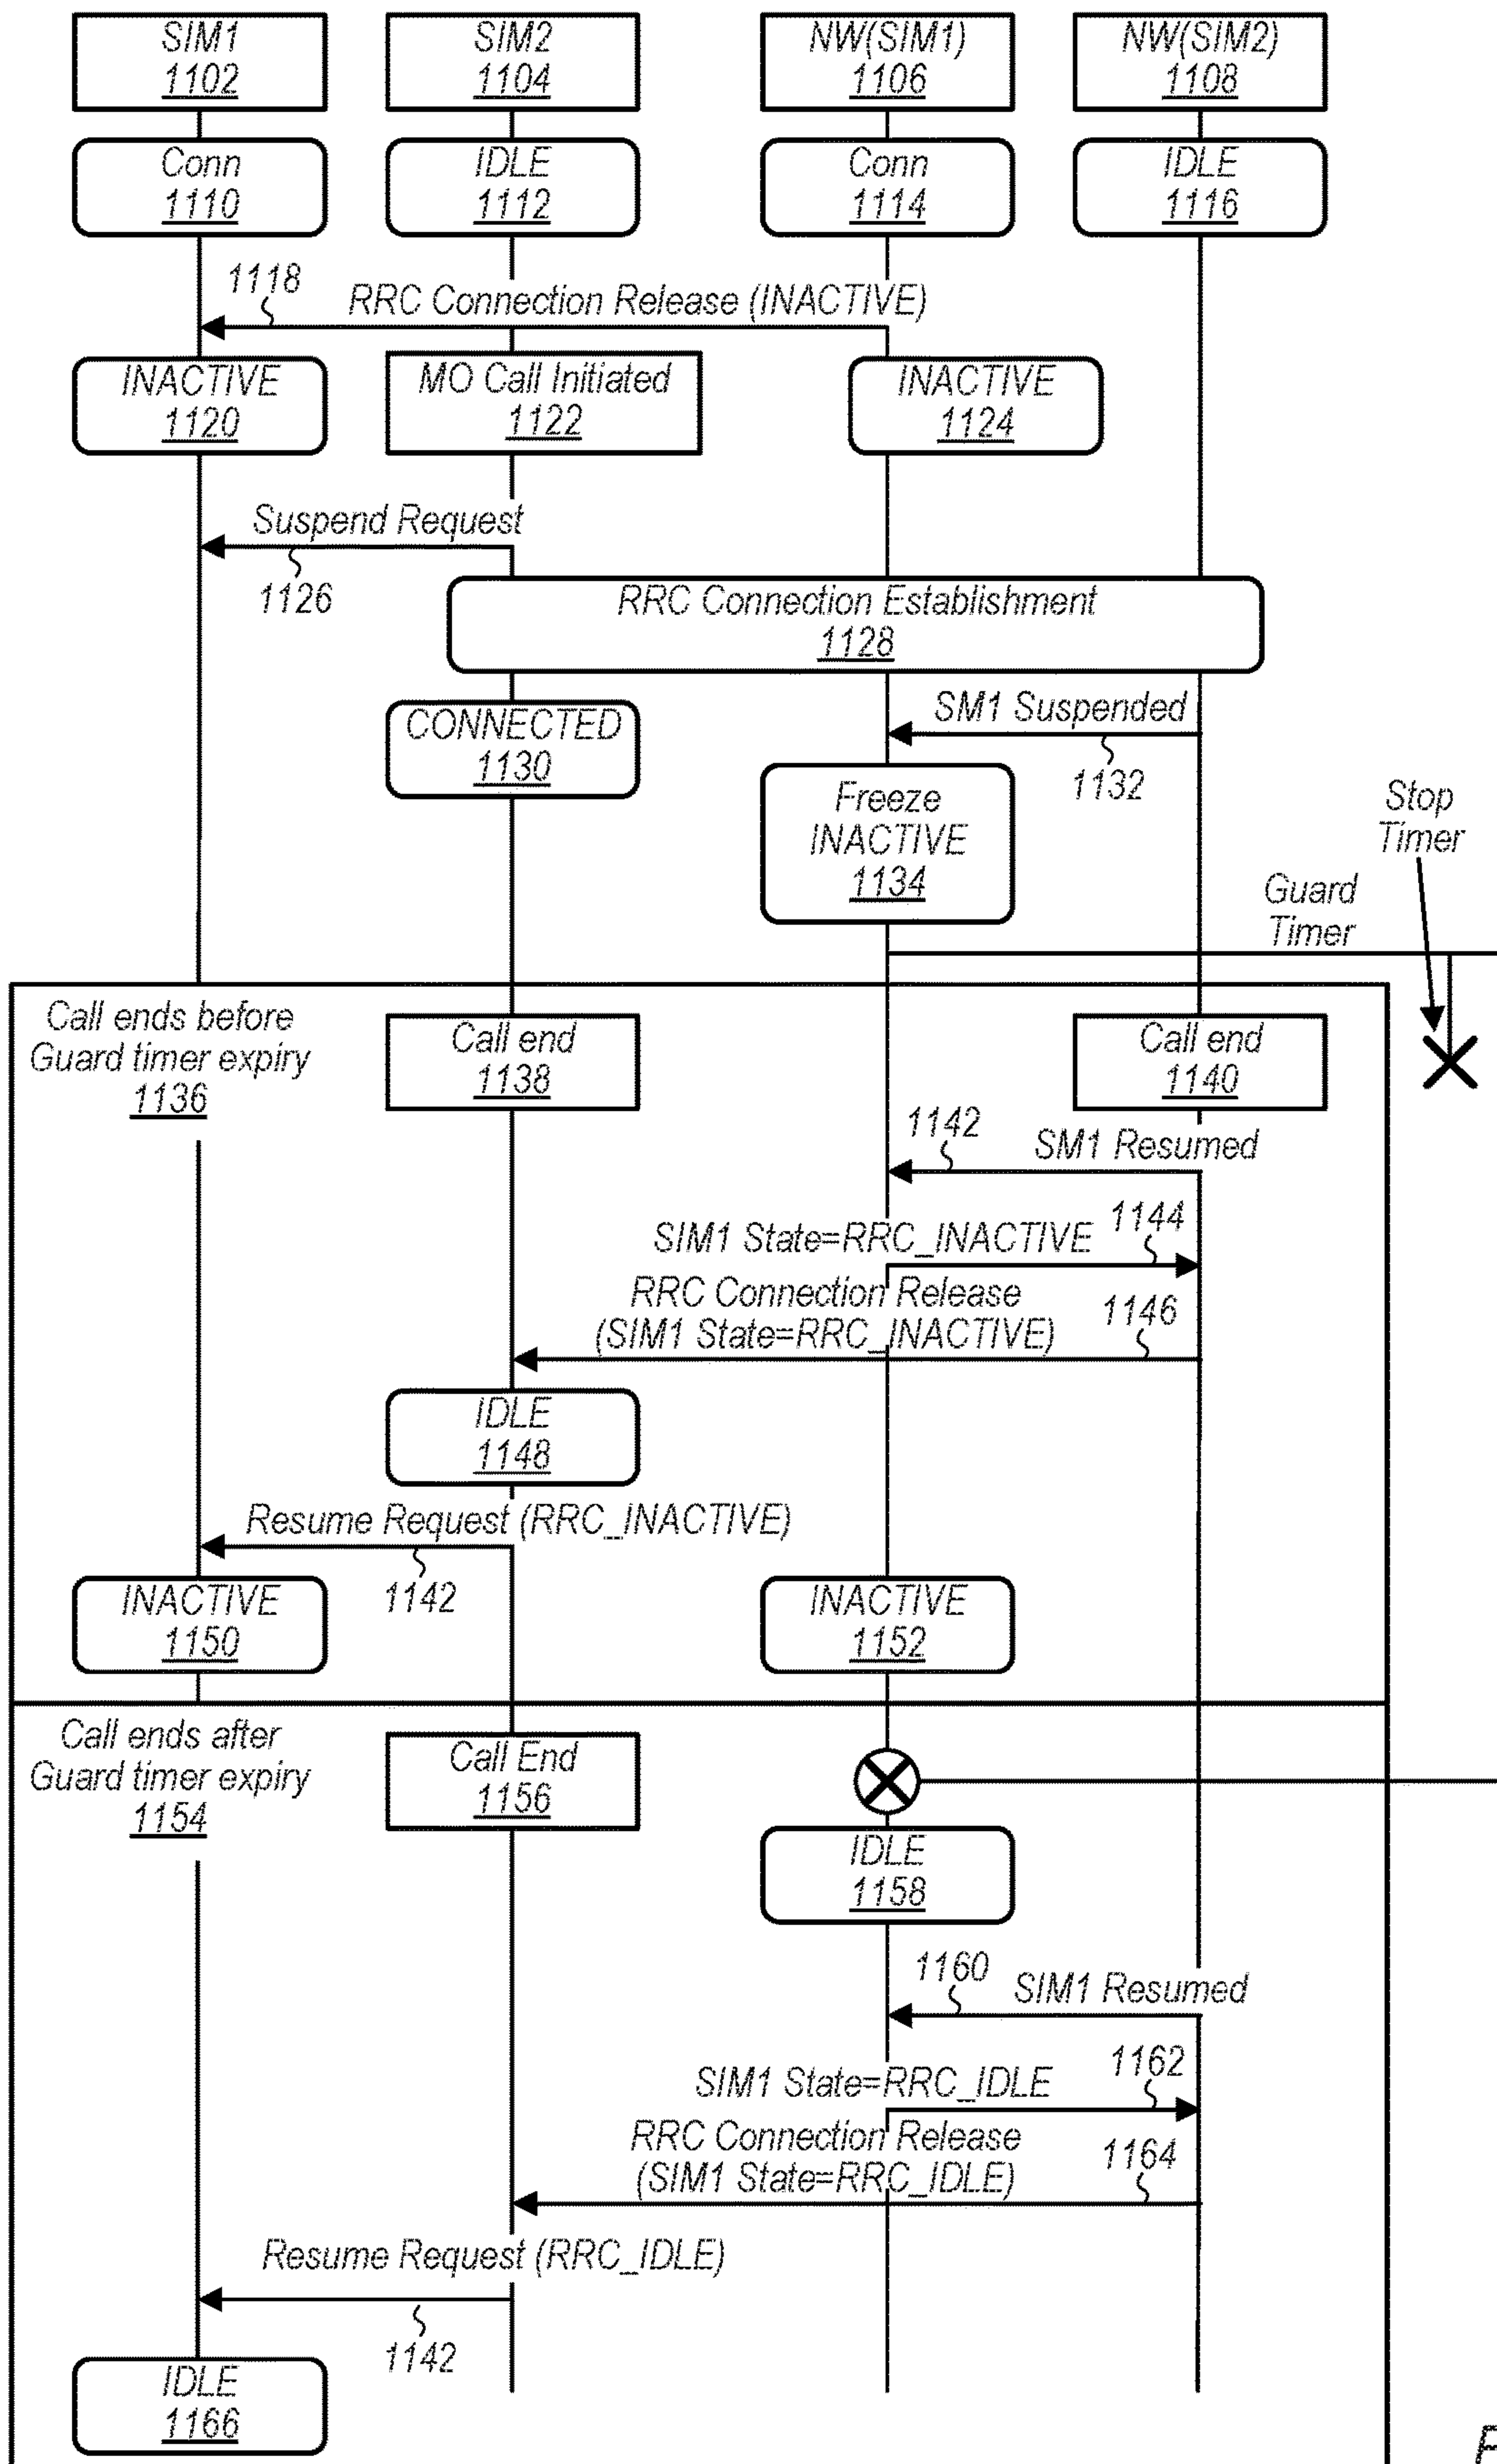 SIM1
1102
SIM2
1104
NW(SIM1)
1106
NW(SIM2)
1108
Conn
1110
IDLE
1112
Conn
1114
IDLE
1116
1118
RRC Connection Release (INACTIVE)
INACTIVE
1120
MO Call Initiated
1122
INACTIVE
1124
Suspend Request
1126
RRC Connection Establishment
1128
CONNECTED
1130
SM1 Suspended
1132
Freeze
INACTIVE
1134
Stop
Timer
Guard
Timer
Call ends before
Guard timer expiry
1136
Call end
1138
Call end
1140
1142
SM1 Resumed
1144
SIM1 State=RRC_INACTIVE
RRC Connection Release
(SIM1 State=RRC_INACTIVE)
1146
IDLE
1148
Resume Request (RRC_INACTIVE)
1142
INACTIVE
1150
INACTIVE
1152
Call ends after
Guard timer expiry
1154
Call End
1156
IDLE
1158
1160
SIM1 Resumed
1162
SIM1 State=RRC_IDLE
RRC Connection Release
(SIM1 State=RRC_IDLE)
1164
Resume Request (RRC_IDLE)
1142
IDLE
1166